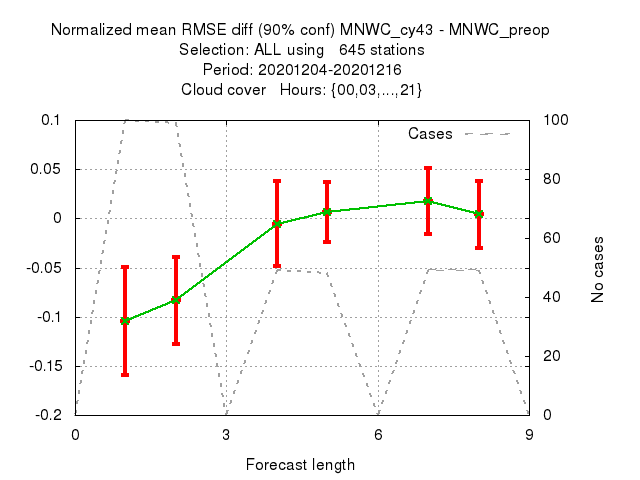 Normalized mean RMSE diff (90% conf) MNWC_cy43 - MNWC_preop
Selection: ALL using   645 stations
Period: 20201204-20201216
Cloud cover   Hours: {00,03,...,21}
Cases
0.1
0.05
0
-0.05
-0.1
-0.15
-0.2
100
80
60
40
20
0
No cases
0
3
6
9
Forecast length